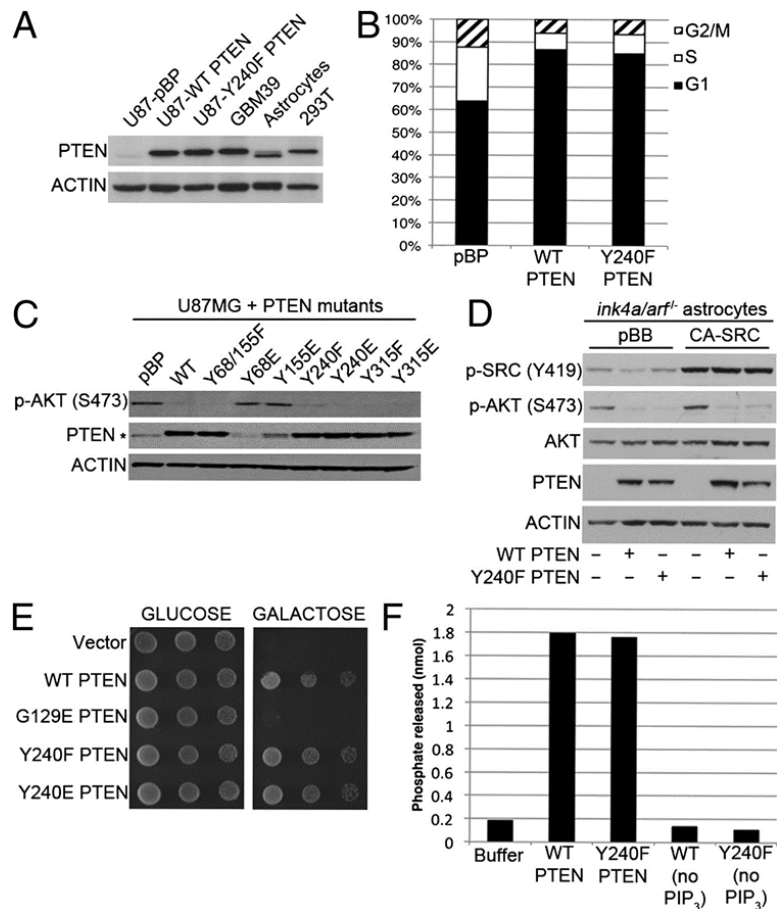 A
U87-pBP
U87-WT PTEN
U87-Y240F PTEN
GBM39
Astrocytes
293T
PTEN
ACTIN
B
100%
90%
80%
70%
60%
50%
40%
30%
20%
10%
0%
pBP
WT
PTEN
Y240F
PTEN
G2/M
S
G1
C
U87MG + PTEN mutants
pBP
WT
Y68/155F
Y68E
Y155E
Y240F
Y240E
Y315F
Y315E
p-AKT (S473)
PTEN *
ACTIN
D
ink4a/arf-/- astrocytes
pBB CA-SRC
p-SRC (Y419)
p-AKT (S473)
AKT
PTEN
ACTIN
WT PTEN – + – – + –
Y240F PTEN – – + – – +
E
GLUCOSE GALACTOSE
Vector
WT PTEN
G129E PTEN
Y240F PTEN
Y240E PTEN
F
Phosphate released (nmol)
2
1.8
1.6
1.4
1.2
1
0.8
0.6
0.4
0.2
0
Buffer
WT
PTEN
Y240F
PTEN
WT
(no
PIP3)
Y240F
(no
PIP3)